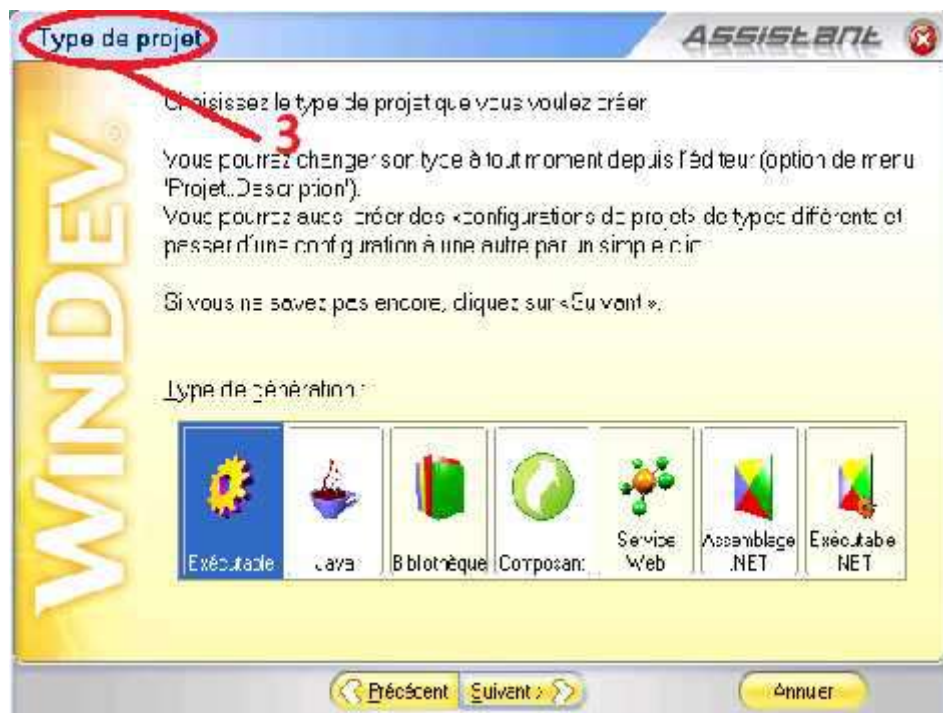 Type de projet
Assistant
3
Choisissez le type de projet que vous voulez créer
Vous pourrez changer son type à tout moment depuis l'éditeur (option de menu
'Projet..Description').
Vous pourrez aussi créer des «configurations de projet» de types différents et
passer d'une configuration à une autre par un simple clic
Si vous ne savez pas encore, cliquez sur «Suivant ».
Type de génération :
Exécutable
Java
Bibliothèque
Composant
Service
Web
Assemblage
.NET
Exécutable
.NET
WINDEV
Précécent
Suivant >
Annuler